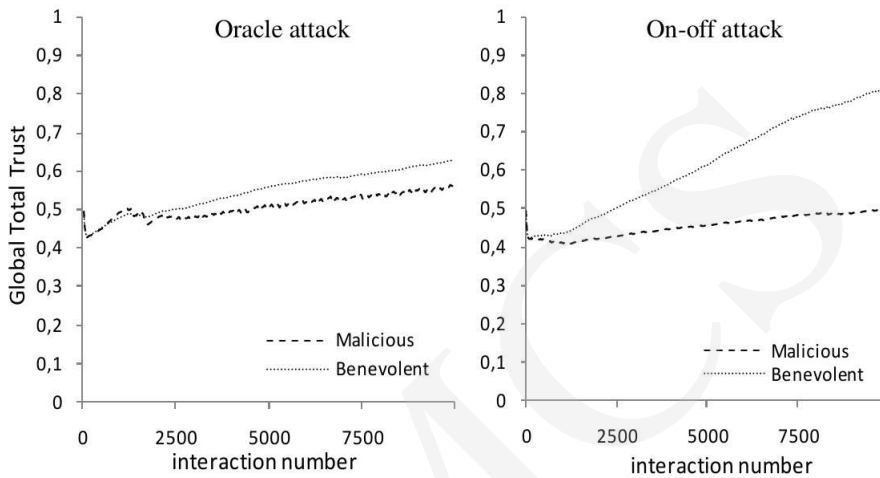 Oracle attack
Global Total Trust
1
0,9
0,8
0,7
0,6
0,5
0,4
0,3
0,2
0,1
0
Malicious
Benevolent
0 2500 5000 7500
interaction number
On-off attack
1
0,9
0,8
0,7
0,6
0,5
0,4
0,3
0,2
0,1
0
Malicious
Benevolent
0 2500 5000 7500
interaction number
MCS